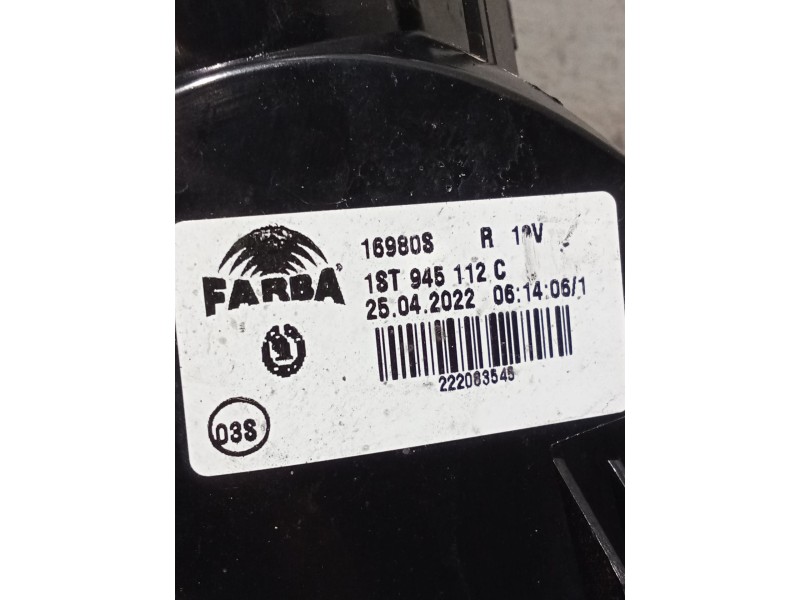 FARBA
16980S R 12V
1ST 945 112 C
25.04.2022 06:14:06/1
222083545
03S